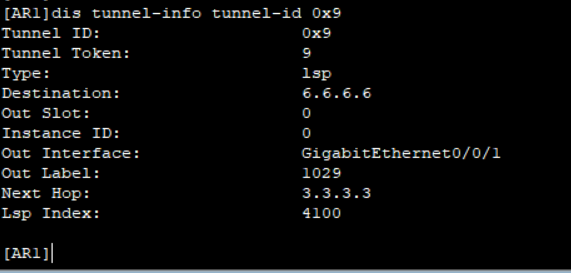 [AR1]dis tunnel-info tunnel-id 0x9
Tunnel ID: 0x9
Tunnel Token: 9
Type: lsp
Destination: 6.6.6.6
Out Slot: 0
Instance ID: 0
Out Interface: GigabitEthernet0/0/1
Out Label: 1029
Next Hop: 3.3.3.3
Lsp Index: 4100
[AR1]